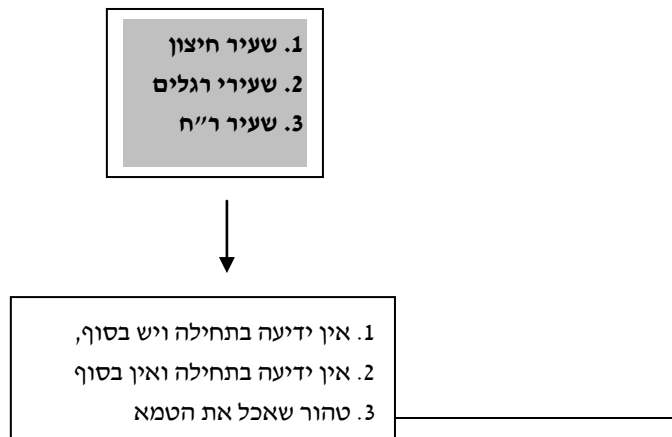 1. שעיר חיצון
2. שעירי רגלים
3. שעיר ר״ח
1. אין ידיעה בתחילה ויש בסוף,
2. אין ידיעה בתחילה ואין בסוף
3. טהור שאכל את הטמא